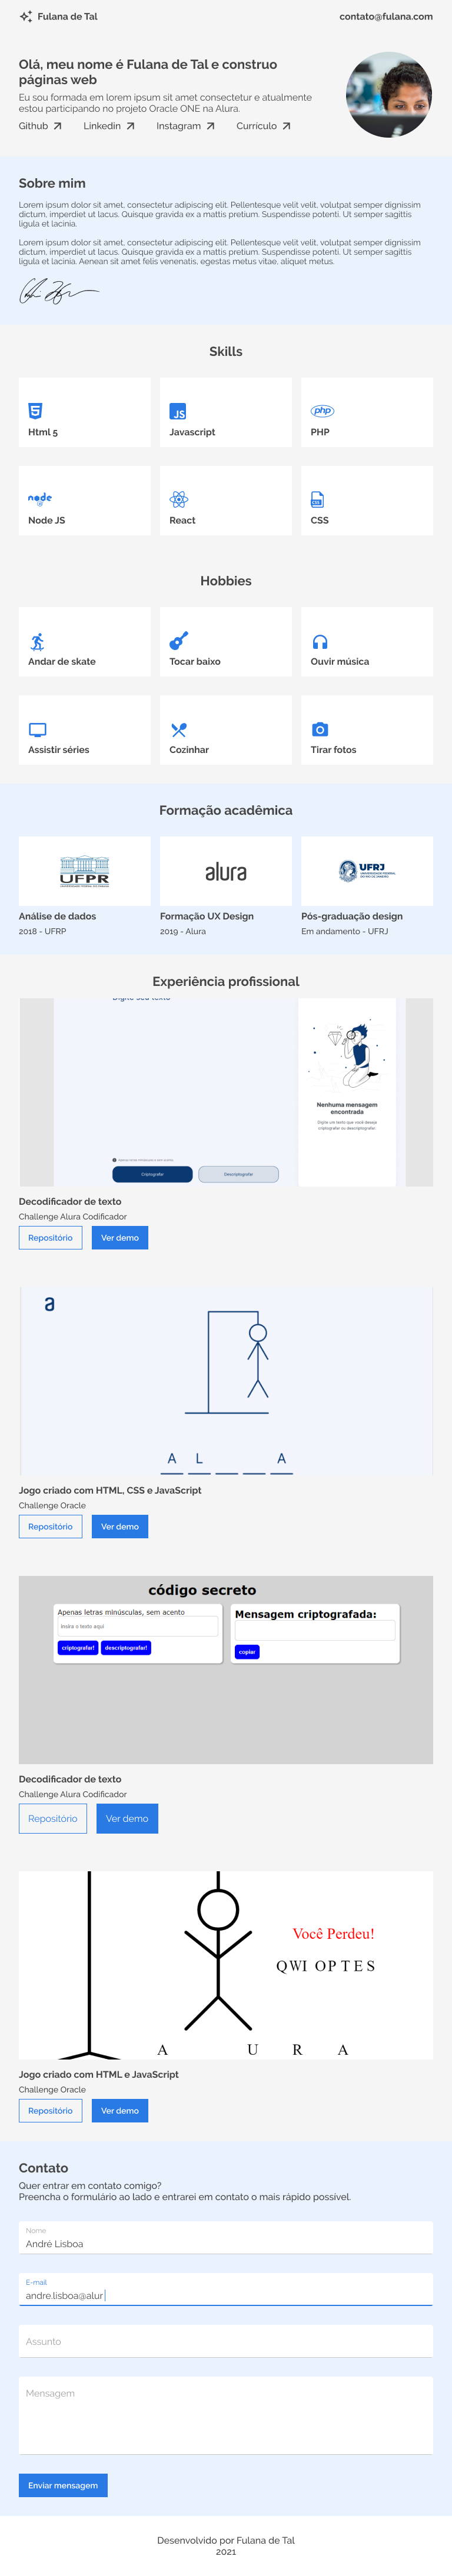 Fulana de Tal
contato@fulana.com
Olá, meu nome é Fulana de Tal e construo
páginas web
Eu sou formada em lorem ipsum sit amet consectetur e atualmente
estou participando no projeto Oracle ONE na Alura.
Github
Linkedin
Instagram
Currículo
Sobre mim
Lorem ipsum dolor sit amet, consectetur adipiscing elit. Pellentesque velit velit, volutpat semper dignissim
dictum, imperdiet ut lacus. Quisque gravida ex a mattis pretium. Suspendisse potenti. Ut semper sagittis
ligula et lacinia.
Lorem ipsum dolor sit amet, consectetur adipiscing elit. Pellentesque velit velit, volutpat semper dignissim
dictum, imperdiet ut lacus. Quisque gravida ex a mattis pretium. Suspendisse potenti. Ut semper sagittis
ligula et lacinia. Aenean sit amet felis venenatis, egestas metus vitae, aliquet metus.
Skills
5
JS
php
Html 5
Javascript
PHP
node
CSS
Node JS
React
CSS
Hobbies
Andar de skate
Tocar baixo
Ouvir música
Assistir séries
Cozinhar
Tirar fotos
Formação acadêmica
UFPR
alura
UFRJ
Análise de dados
Formação UX Design
Pós-graduação design
2018 - UFRP
2019 - Alura
Em andamento - UFRJ
Experiência profissional
Digite seu texto
Nenhuma mensagem
encontrada
Digite um texto que você deseja
criptografar ou descriptografar.
Criptografar
Descriptografar
Decodificador de texto
Challenge Alura Codificador
Repositório
Ver demo
a
A L A
Jogo criado com HTML, CSS e JavaScript
Challenge Oracle
Repositório
Ver demo
código secreto
Apenas letras minúsculas, sem acento
Insira o texto aqui
criptografar!
descriptografar!
Mensagem criptografada:
copiar
Decodificador de texto
Challenge Alura Codificador
Repositório
Ver demo
Você Perdeu!
QWI OPTES
A U R A
Jogo criado com HTML e JavaScript
Challenge Oracle
Repositório
Ver demo
Contato
Quer entrar em contato comigo?
Preencha o formulário ao lado e entrarei em contato o mais rápido possível.
Nome
André Lisboa
E-mail
andre.lisboa@alur
Assunto
Mensagem
Enviar mensagem
Desenvolvido por Fulana de Tal
2021